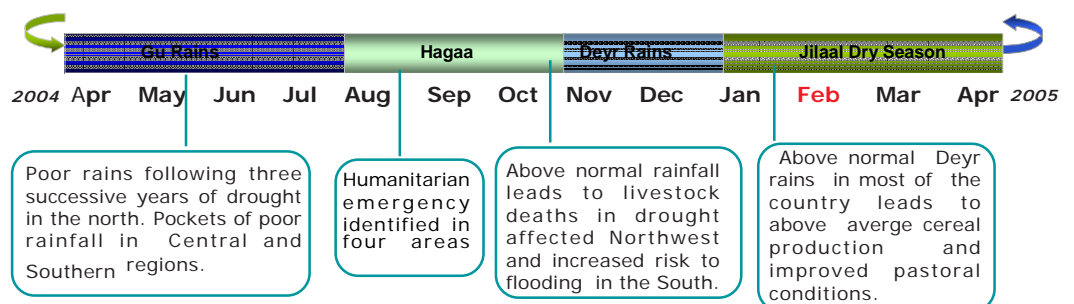 Gu Rains Hagaa Deyr Rains Jilaal Dry Season
2004 Apr May Jun Jul Aug Sep Oct Nov Dec Jan Feb Mar Apr 2005
Poor rains following three
successive years of drought
in the north. Pockets of poor
rainfall in Central and
Southern regions.
Humanitarian
emergency
identified in
four areas
Above normal rainfall
leads to livestock
deaths in drought
affected Northwest
and increased risk to
flooding in the South.
Above normal Deyr
rains in most of the
country leads to
above averge cereal
production and
improved pastoral
conditions.